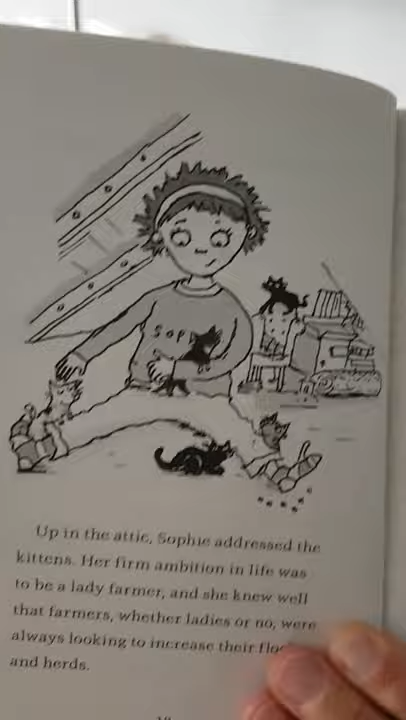 Sop
Up in the attic, Sophie addressed the
kittens. Her firm ambition in life was
to be a lady farmer, and she knew well
that farmers, whether ladies or no, were
always looking to increase their
and herds.